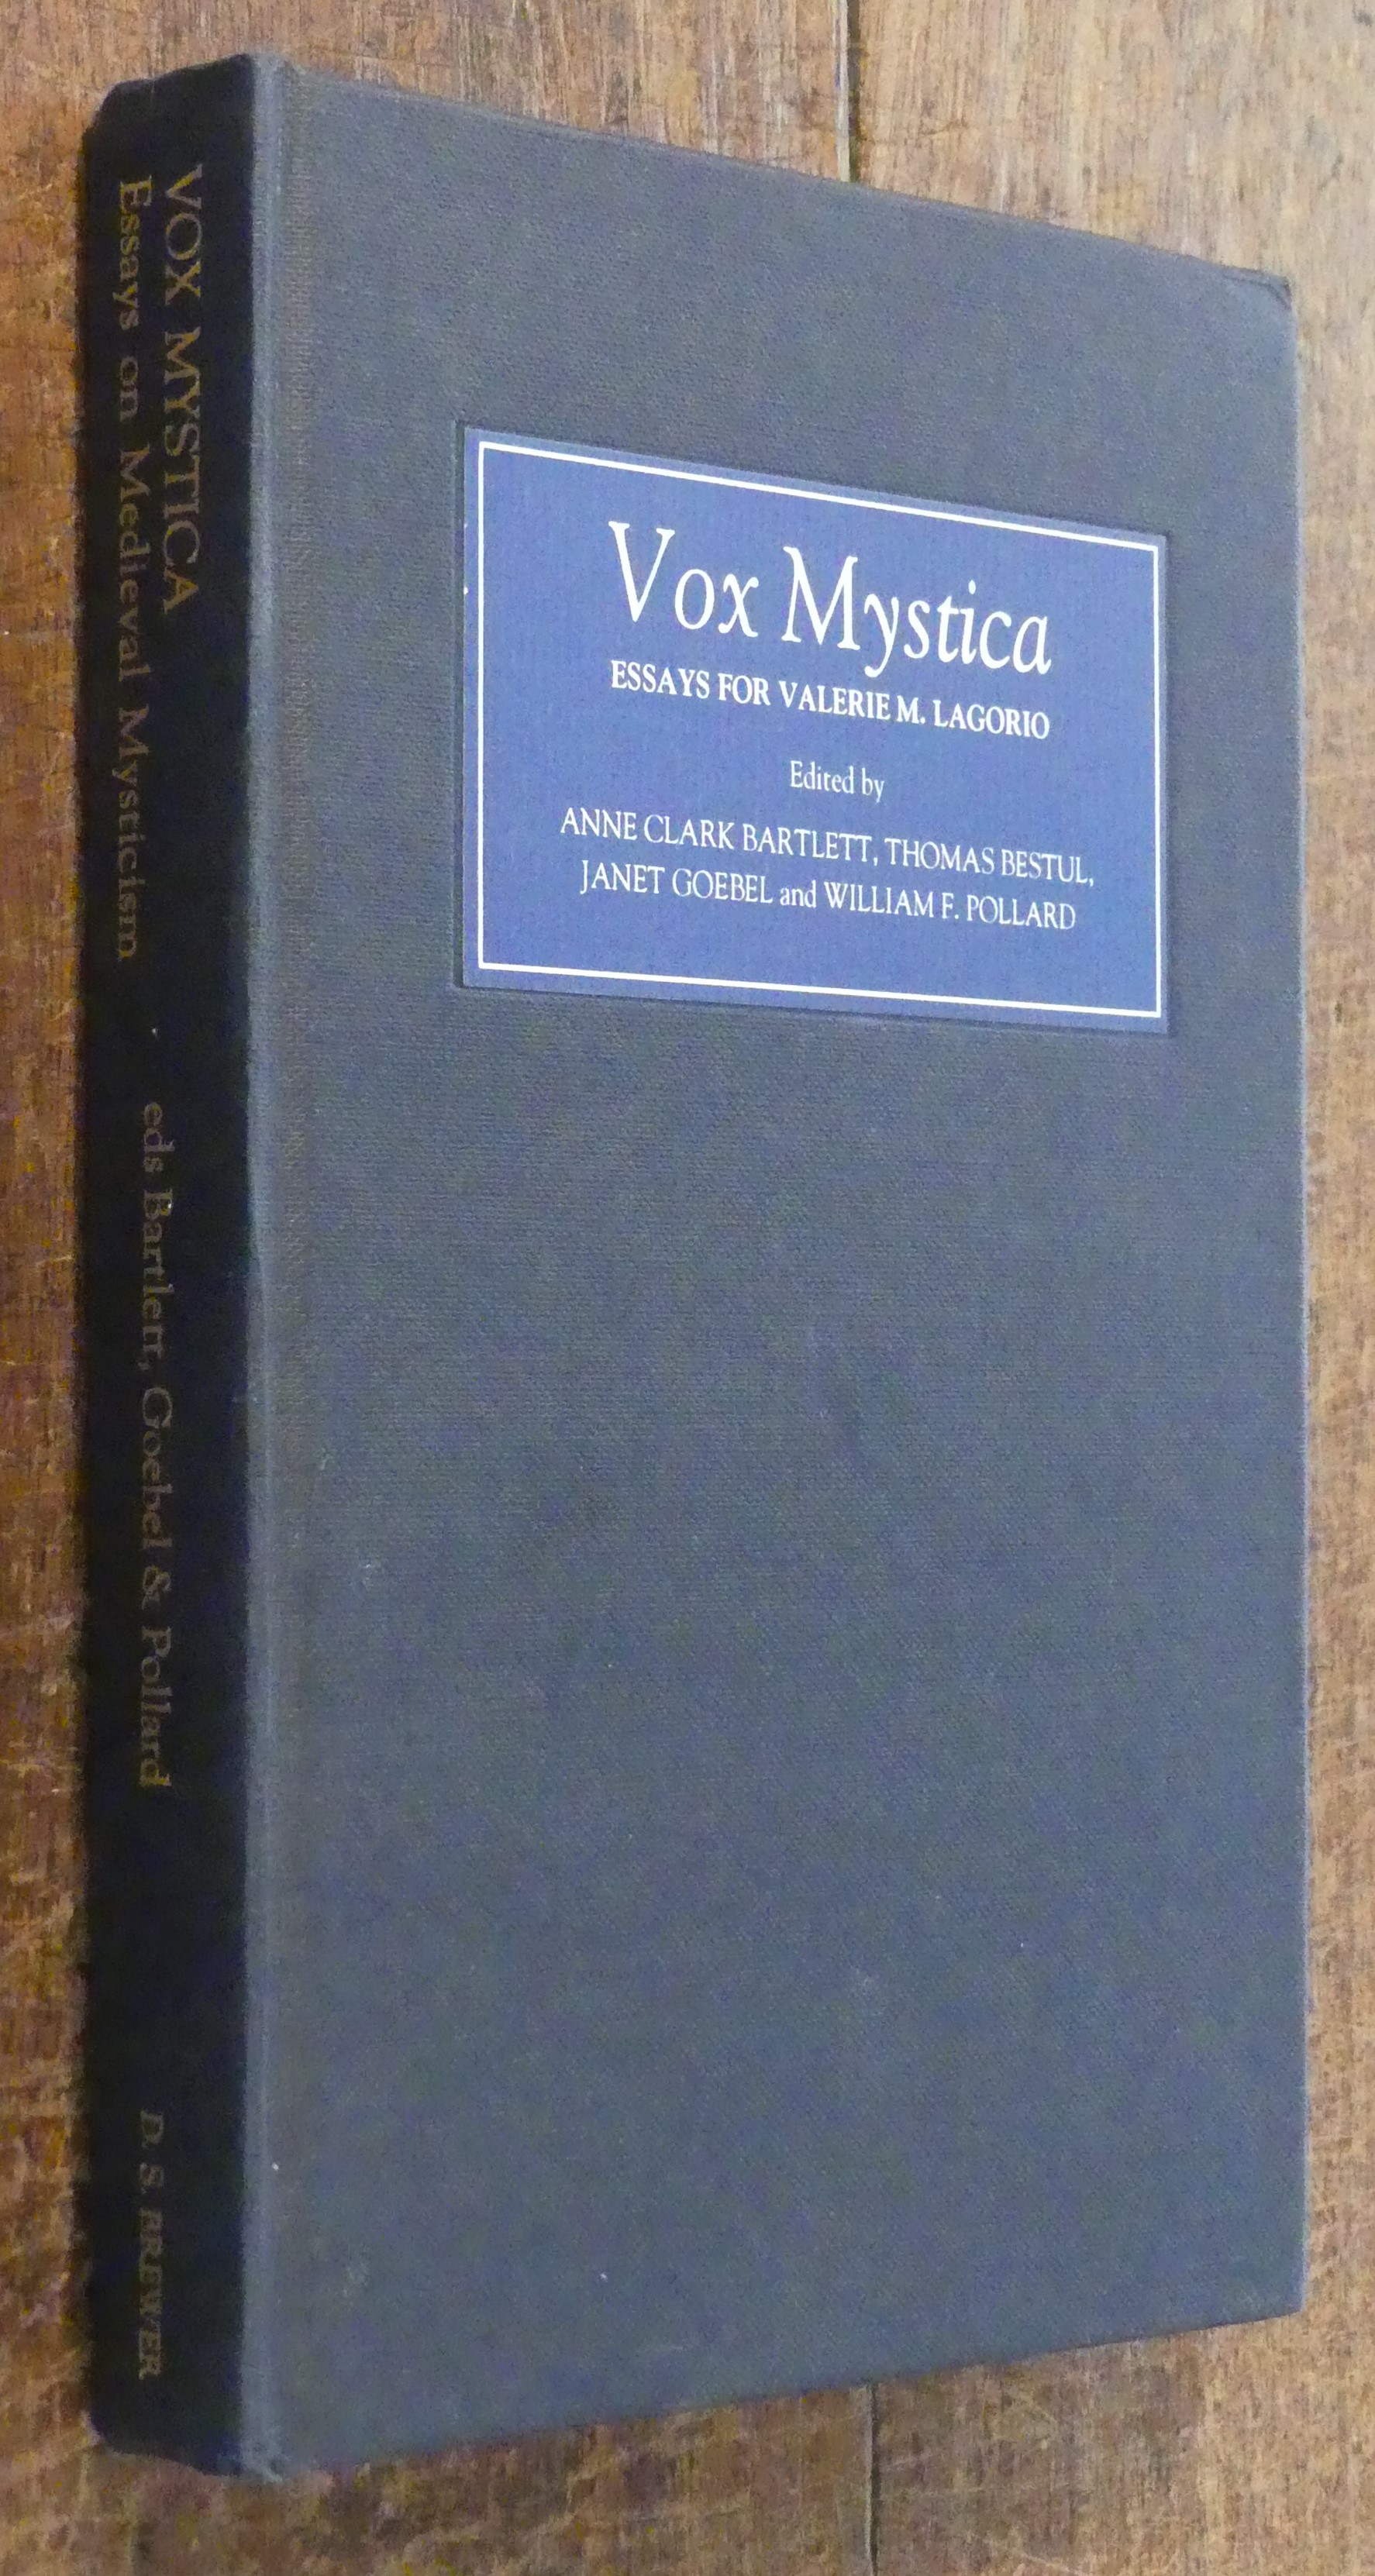 Vox Mystica
ESSAYS FOR VALERIE M. LAGORIO
Edited by
ANNE CLARK BARTLETT, THOMAS BESTUL,
JANET GOEBEL and WILLIAM F. POLLARD
VOX MYSTICA
Essays on Medieval Mysticism
eds Bartlett, Goebel & Pollard
D. S. BREWER